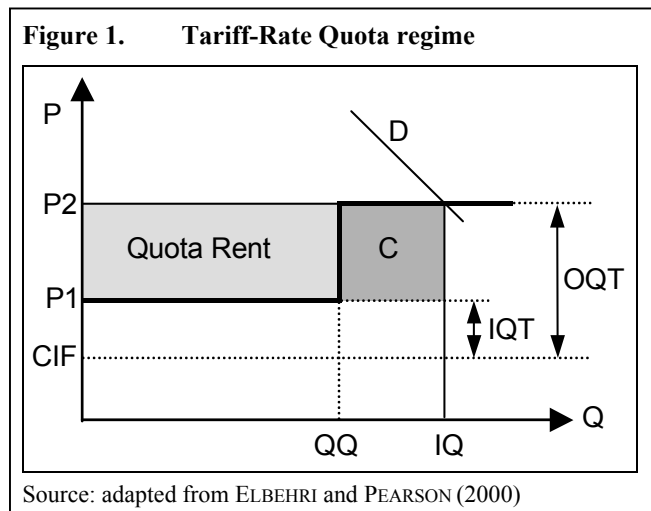 Figure 1. Tariff-Rate Quota regime
P
D
P2
Quota Rent
C
OQT
P1
IQT
CIF
Q
QQ
IQ
Source: adapted from ELBEHRI and PEARSON (2000)